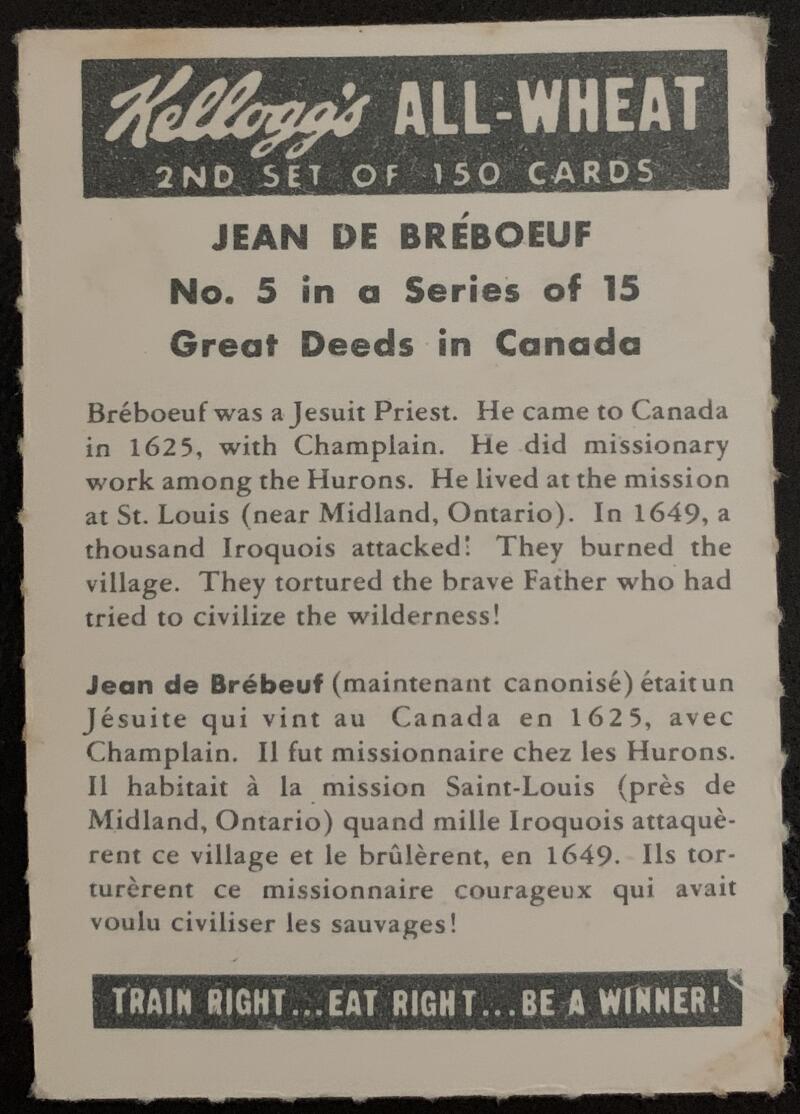 Kellogg's ALL-WHEAT
2ND SET OF 150 CARDS
JEAN DE BRÉBOEUF
No. 5 in a Series of 15
Great Deeds in Canada
Bréboeuf was a Jesuit Priest. He came to Canada
in 1625, with Champlain. He did missionary
work among the Hurons. He lived at the mission
at St. Louis (near Midland, Ontario). In 1649, a
thousand Iroquois attacked! They burned the
village. They tortured the brave Father who had
tried to civilize the wilderness!
Jean de Brébeuf (maintenant canonisé) était un
Jésuite qui vint au Canada en 1625, avec
Champlain. Il fut missionnaire chez les Hurons.
Il habitait à la mission Saint-Louis (près de
Midland, Ontario) quand mille Iroquois attaquè-
rent ce village et le brûlèrent, en 1649. Ils tor-
turèrent ce missionnaire courageux qui avait
voulu civiliser les sauvages!
TRAIN RIGHT...EAT RIGHT...BE A WINNER!